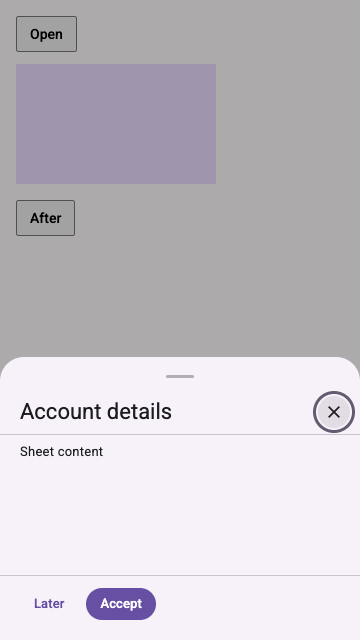 Open
After
Account details
Sheet content
Later
Accept